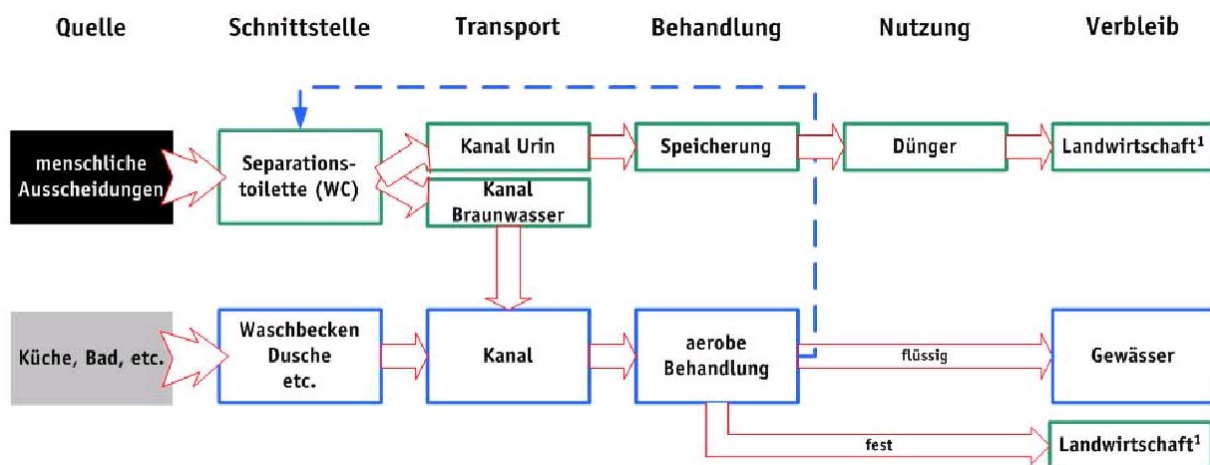 Quelle Schnittstelle Transport Behandlung Nutzung Verbleib
menschliche
Ausscheidungen
Separations-
toilette (WC)
Kanal Urin
Speicherung
Dünger
Landwirtschaft¹
Kanal
Braunwasser
Küche, Bad, etc.
Waschbecken
Dusche
etc.
Kanal
aerobe
Behandlung
flüssig
Gewässer
fest
Landwirtschaft¹